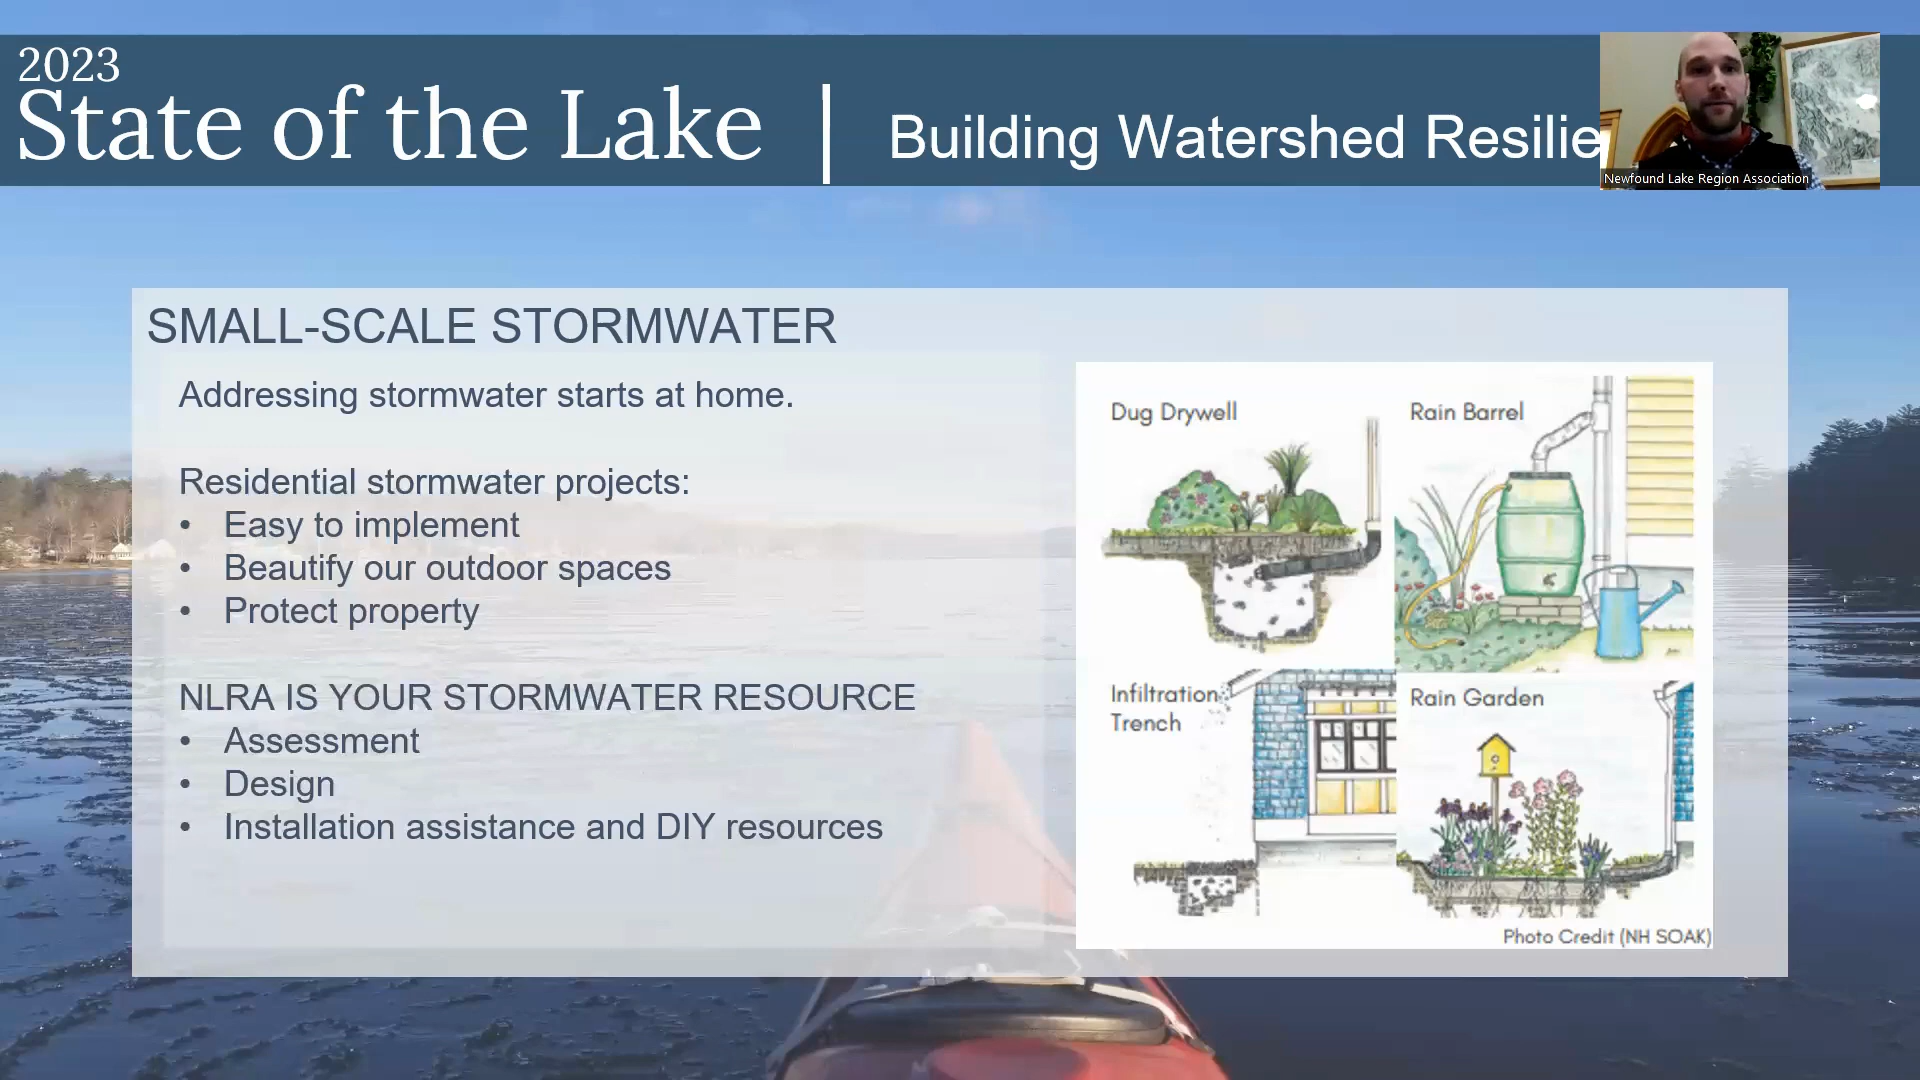 2023
State of the Lake | Building Watershed Resilie
Newfound Lake Region Association
SMALL-SCALE STORMWATER
Addressing stormwater starts at home.
Residential stormwater projects:
• Easy to implement
• Beautify our outdoor spaces
• Protect property
NLRA IS YOUR STORMWATER RESOURCE
• Assessment
• Design
• Installation assistance and DIY resources
Dug Drywell
Rain Barrel
Infiltration
Trench
Rain Garden
Photo Credit (NH SOAK)